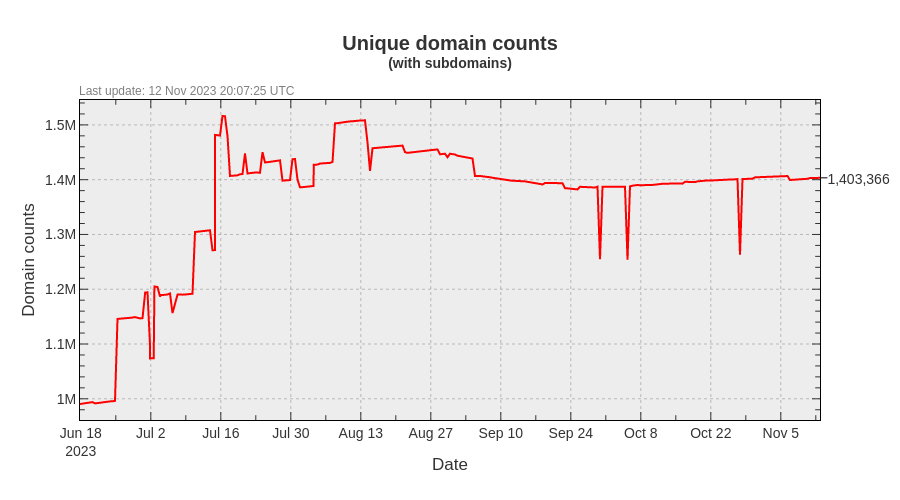 Unique domain counts
(with subdomains)
Last update: 12 Nov 2023 20:07:25 UTC
1.5M
1.4M
1,403,366
1.3M
1.2M
1.1M
1M
Domain counts
Jun 18 Jul 2 Jul 16 Jul 30 Aug 13 Aug 27 Sep 10 Sep 24 Oct 8 Oct 22 Nov 5
2023
Date